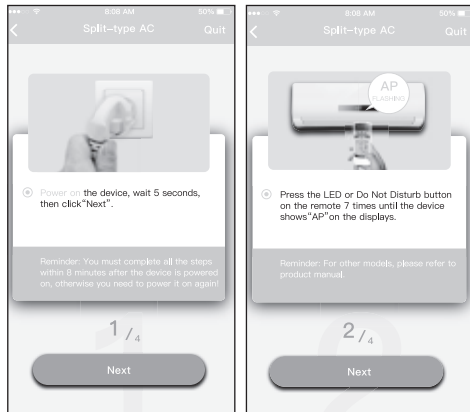 8:08 AM 50%
Split-type AC Quit
Power on the device, wait 5 seconds,
then click“Next”.
Reminder: You must complete all the steps
within 8 minutes after the device is powered
on, otherwise you need to power it on again!
1/4
Next
8:08 AM 50%
Split-type AC Quit
AP
FLASHING
Press the LED or Do Not Disturb button
on the remote 7 times until the device
shows“AP”on the displays.
Reminder: For other models, please refer to
product manual.
2/4
Next